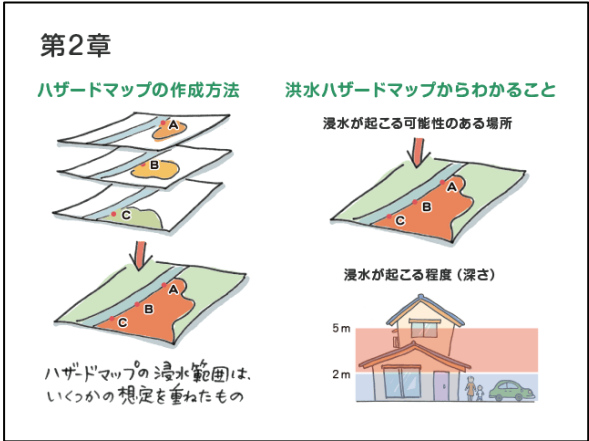 第2章
ハザードマップの作成方法
A
B
C
A
B
C
ハザードマップの浸水範囲は、
いくつかの想定を重ねたもの
洪水ハザードマップからわかること
浸水が起こる可能性のある場所
A
B
C
浸水が起こる程度（深さ）
5m
2m